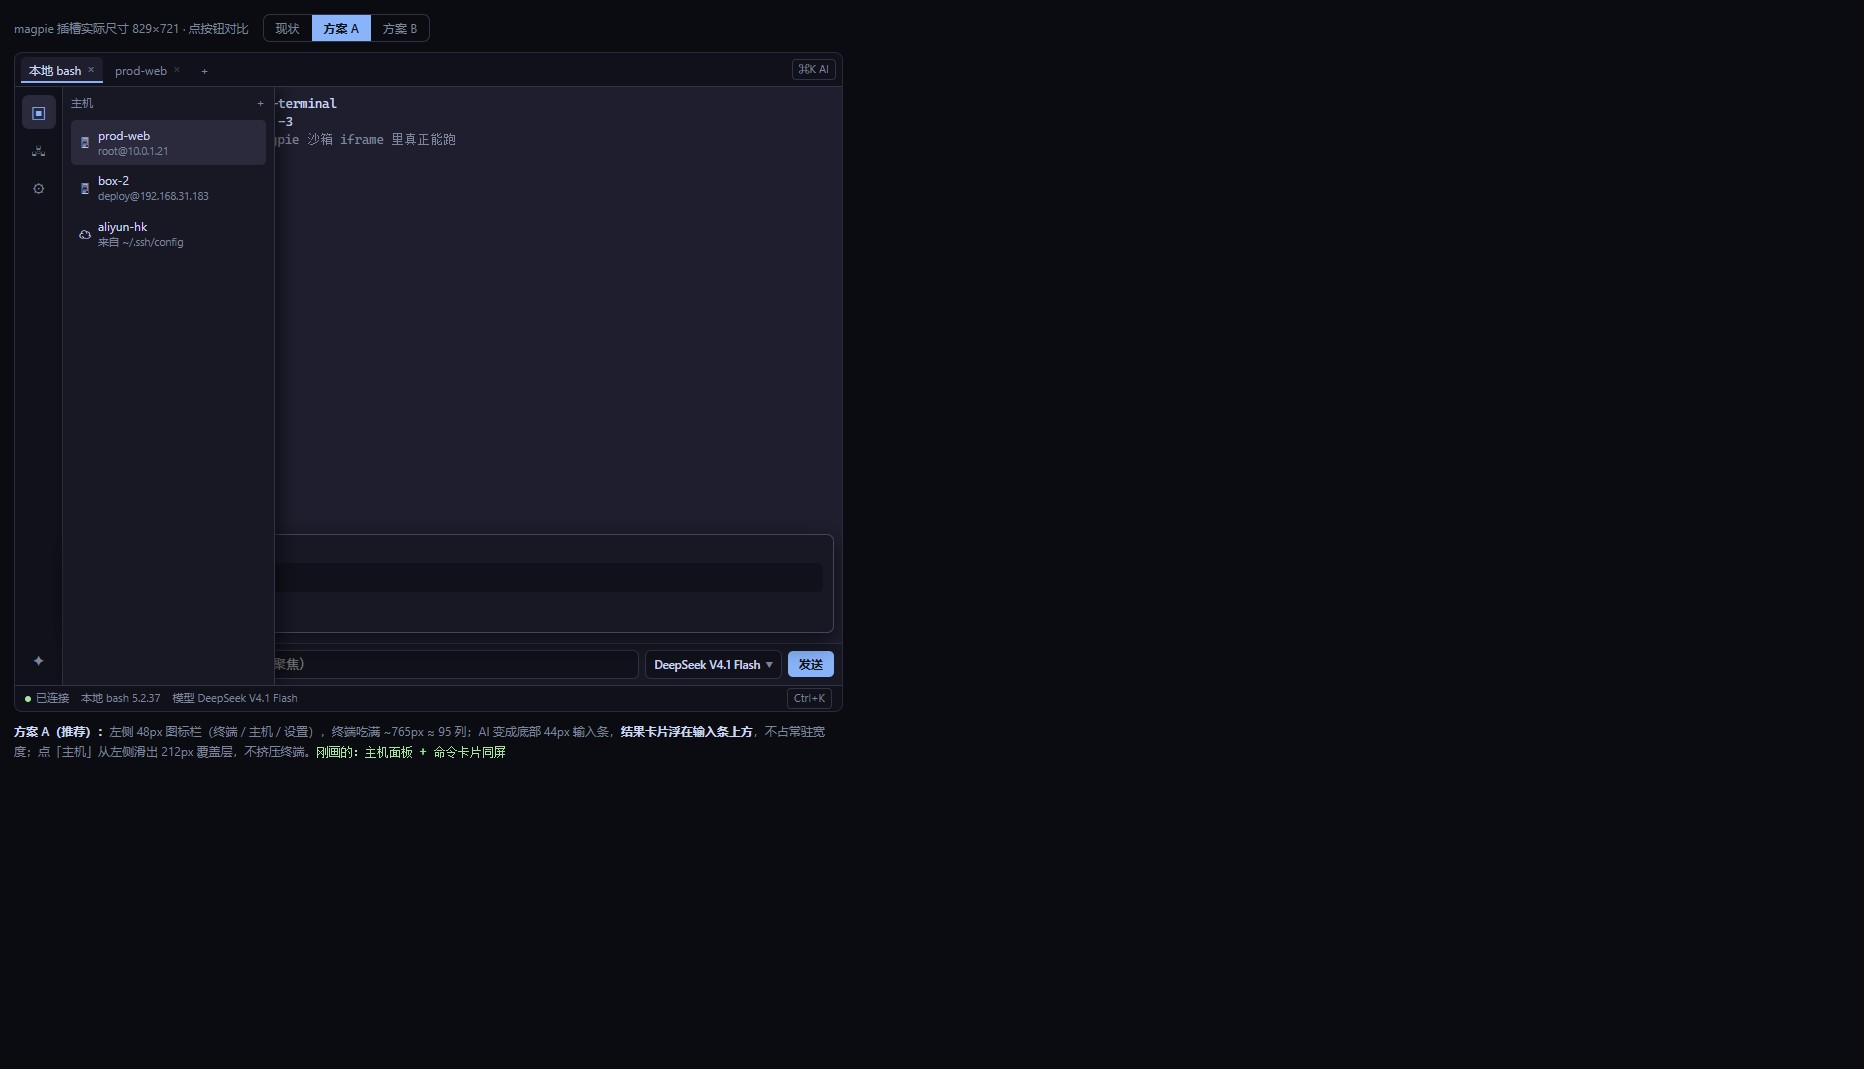 magpie 插槽实际尺寸 829×721 · 点按钮对比 现状 方案 A 方案 B
本地 bash × prod-web × + ⌘K AI
主机 +
-terminal
-3
prod-web
root@10.0.1.21
gpie 沙箱 iframe 里真正能跑
box-2
deploy@192.168.31.183
aliyun-hk
来自 ~/.ssh/config
聚焦) DeepSeek V4.1 Flash ▾ 发送
已连接 本地 bash 5.2.37 模型 DeepSeek V4.1 Flash Ctrl+K
方案 A（推荐）：左侧 48px 图标栏（终端 / 主机 / 设置），终端吃满 ~765px ≈ 95 列；AI 变成底部 44px 输入条，结果卡片浮在输入条上方，不占常驻宽
度；点「主机」从左侧滑出 212px 覆盖层，不挤压终端。刚画的：主机面板 + 命令卡片同屏